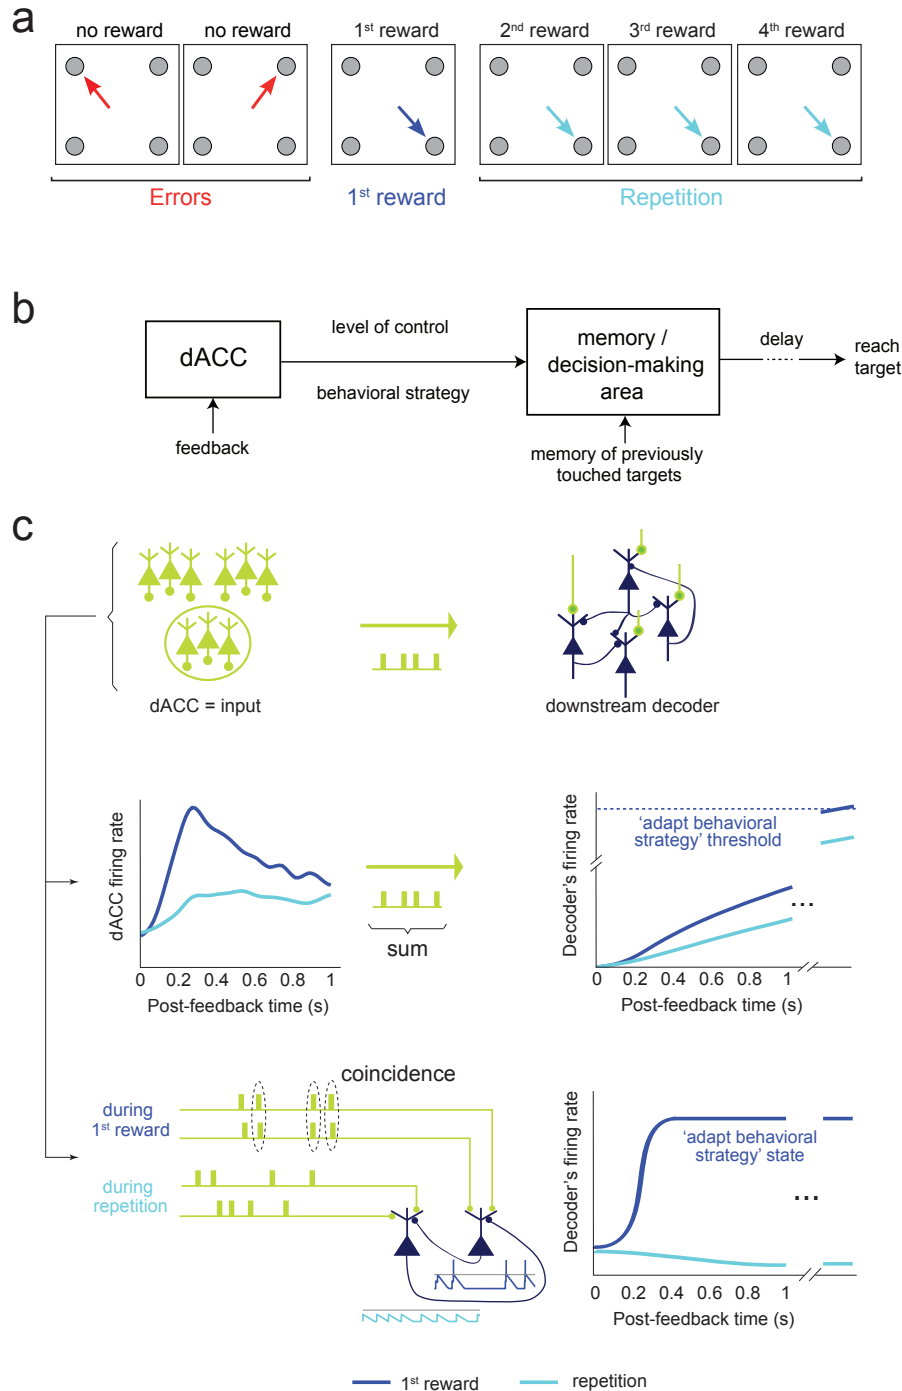 a
no reward
no reward
1st reward
2nd reward
3rd reward
4th reward
Errors
1st reward
Repetition
b
dACC
level of control
behavioral strategy
memory /
decision-making
area
delay
reach
target
feedback
memory of previously
touched targets
c
dACC = input
downstream decoder
dACC firing rate
0
0.2
0.4
0.6
0.8
1
Post-feedback time (s)
sum
Decoder's firing rate
'adapt behavioral
strategy' threshold
...
0
0.2
0.4
0.6
0.8
1
Post-feedback time (s)
coincidence
during
1st reward
during
repetition
Decoder's firing rate
'adapt behavioral
strategy' state
...
0
0.2
0.4
0.6
0.8
1
Post-feedback time (s)
1st reward
repetition